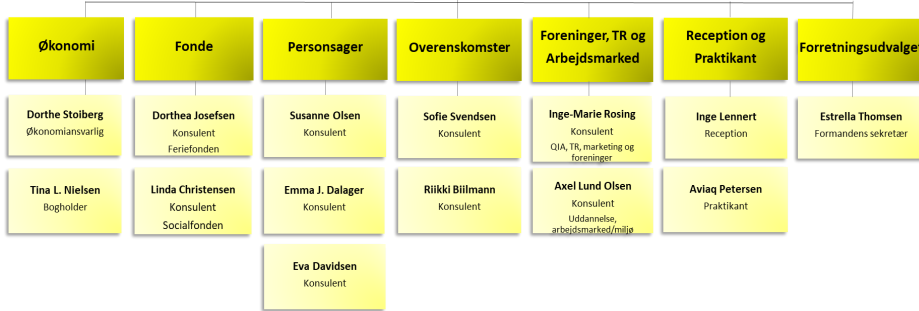 Økonomi
Dorthe Stoiberg
Økonomiansvarlig
Tina L. Nielsen
Bogholder
Fonde
Dorthea Josefsen
Konsulent
Feriefonden
Linda Christensen
Konsulent
Socialfonden
Personsager
Susanne Olsen
Konsulent
Emma J. Dalager
Konsulent
Eva Davidsen
Konsulent
Overenskomster
Sofie Svendsen
Konsulent
Riikki Biilmann
Konsulent
Foreninger, TR og
Arbejdsmarked
Inge-Marie Rosing
Konsulent
QIA, TR, marketing og
foreninger
Axel Lund Olsen
Konsulent
Uddannelse,
arbejdsmarked/miljø
Reception og
Praktikant
Inge Lennert
Reception
Aviaq Petersen
Praktikant
Forretningsudvalget
Estrella Thomsen
Formandens sekretær